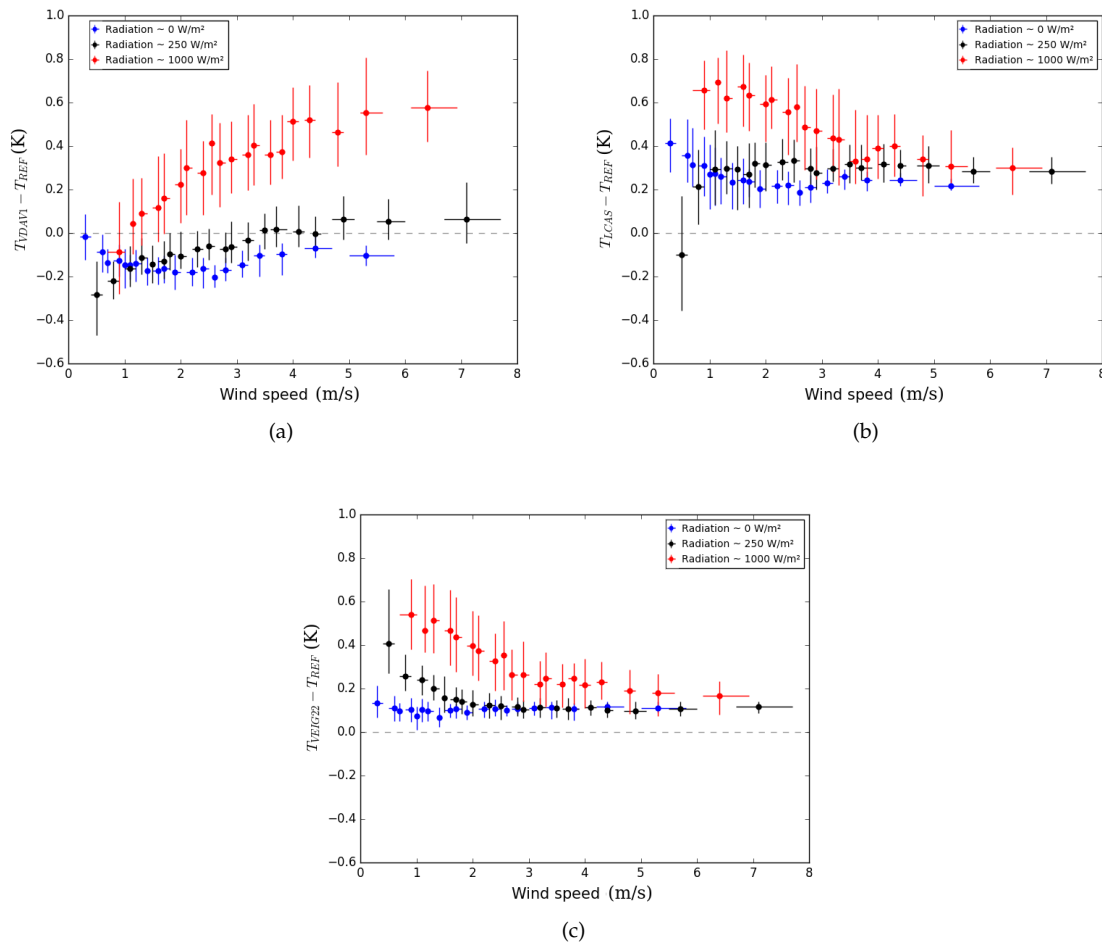 1.0
0.8
0.6
0.4
0.2
0.0
−0.2
−0.4
−0.6
T_VDAV1 − T_REF (K)
Radiation ~ 0 W/m²
Radiation ~ 250 W/m²
Radiation ~ 1000 W/m²
0 1 2 3 4 5 6 7 8
Wind speed (m/s)
(a)
1.0
0.8
0.6
0.4
0.2
0.0
−0.2
−0.4
−0.6
T_LCAS − T_REF (K)
Radiation ~ 0 W/m²
Radiation ~ 250 W/m²
Radiation ~ 1000 W/m²
0 1 2 3 4 5 6 7 8
Wind speed (m/s)
(b)
1.0
0.8
0.6
0.4
0.2
0.0
−0.2
−0.4
−0.6
T_VEIG22 − T_REF (K)
Radiation ~ 0 W/m²
Radiation ~ 250 W/m²
Radiation ~ 1000 W/m²
0 1 2 3 4 5 6 7 8
Wind speed (m/s)
(c)